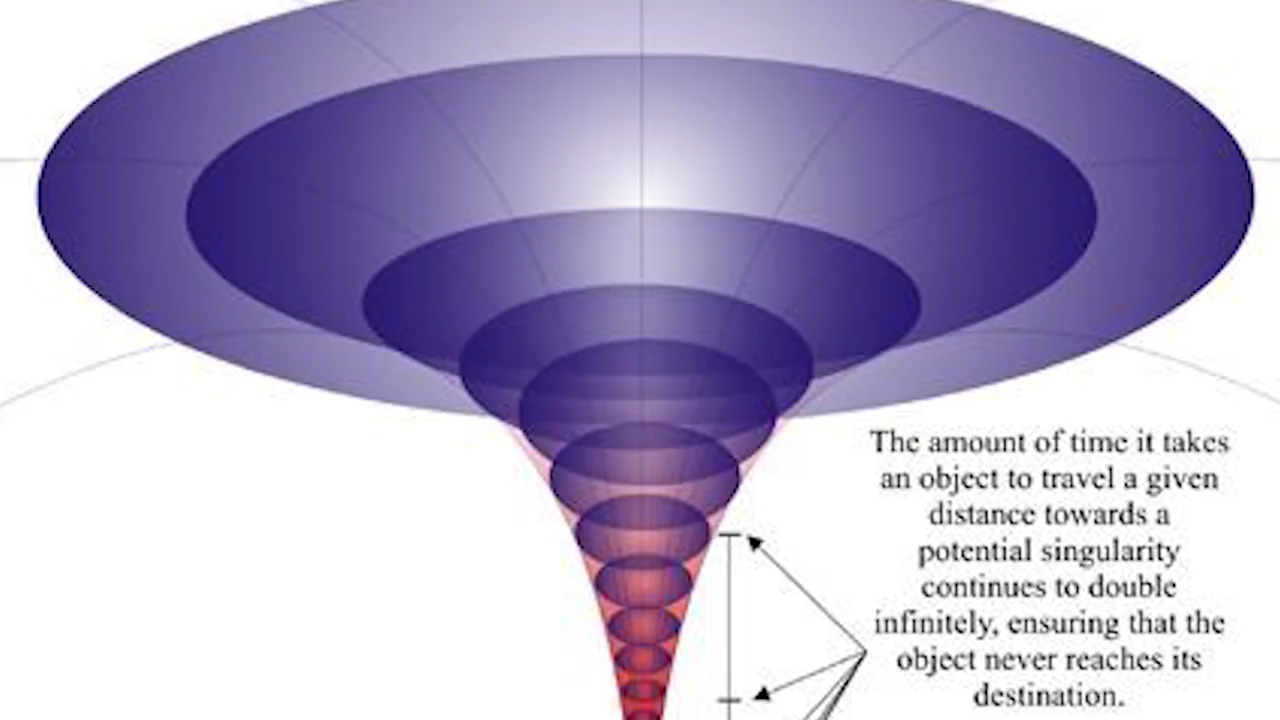 The amount of time it takes
an object to travel a given
distance towards a
potential singularity
continues to double
infinitely, ensuring that the
object never reaches its
destination.